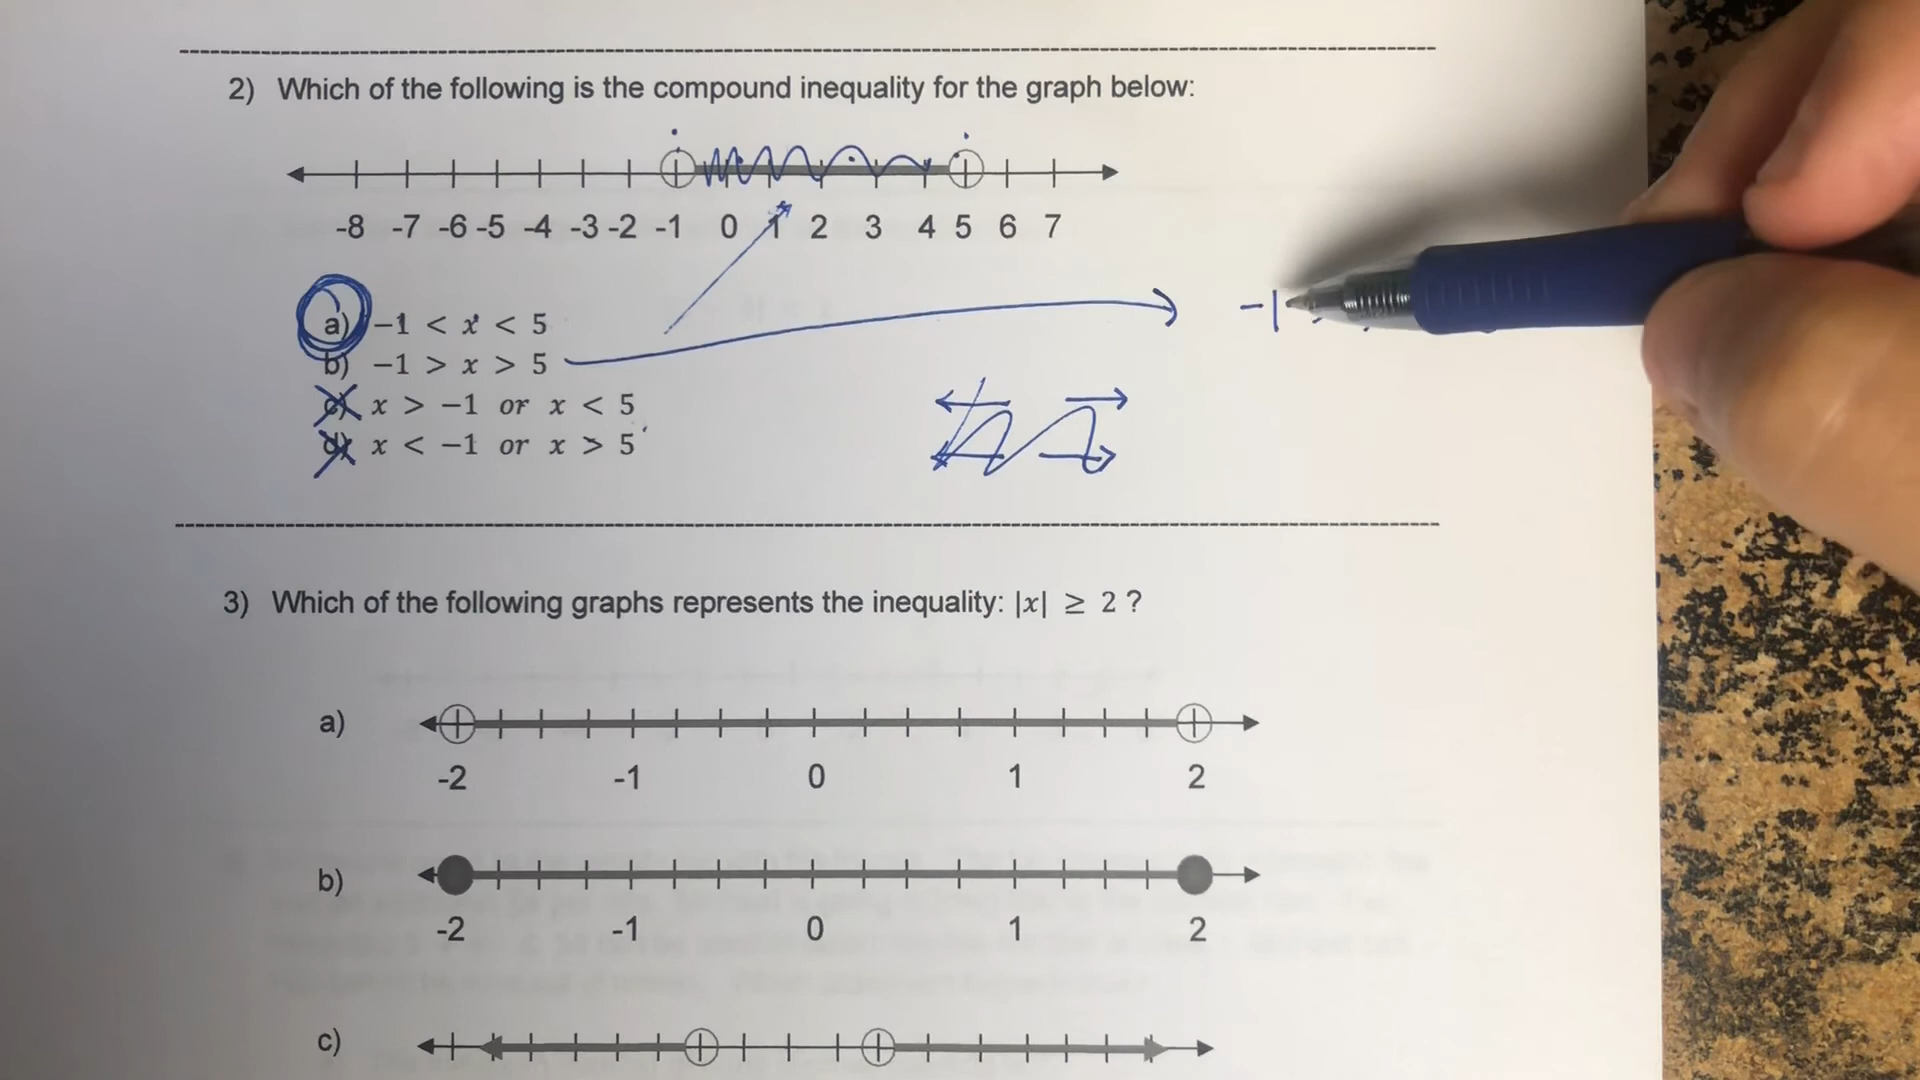 2) Which of the following is the compound inequality for the graph below:
-8 -7 -6 -5 -4 -3 -2 -1 0 1 2 3 4 5 6 7
a) −1 < x < 5
b) −1 > x > 5
-1
c) x > −1 or x < 5
d) x < −1 or x > 5
3) Which of the following graphs represents the inequality: |x| ≥ 2 ?
a)
-2 -1 0 1 2
b)
-2 -1 0 1 2
c)